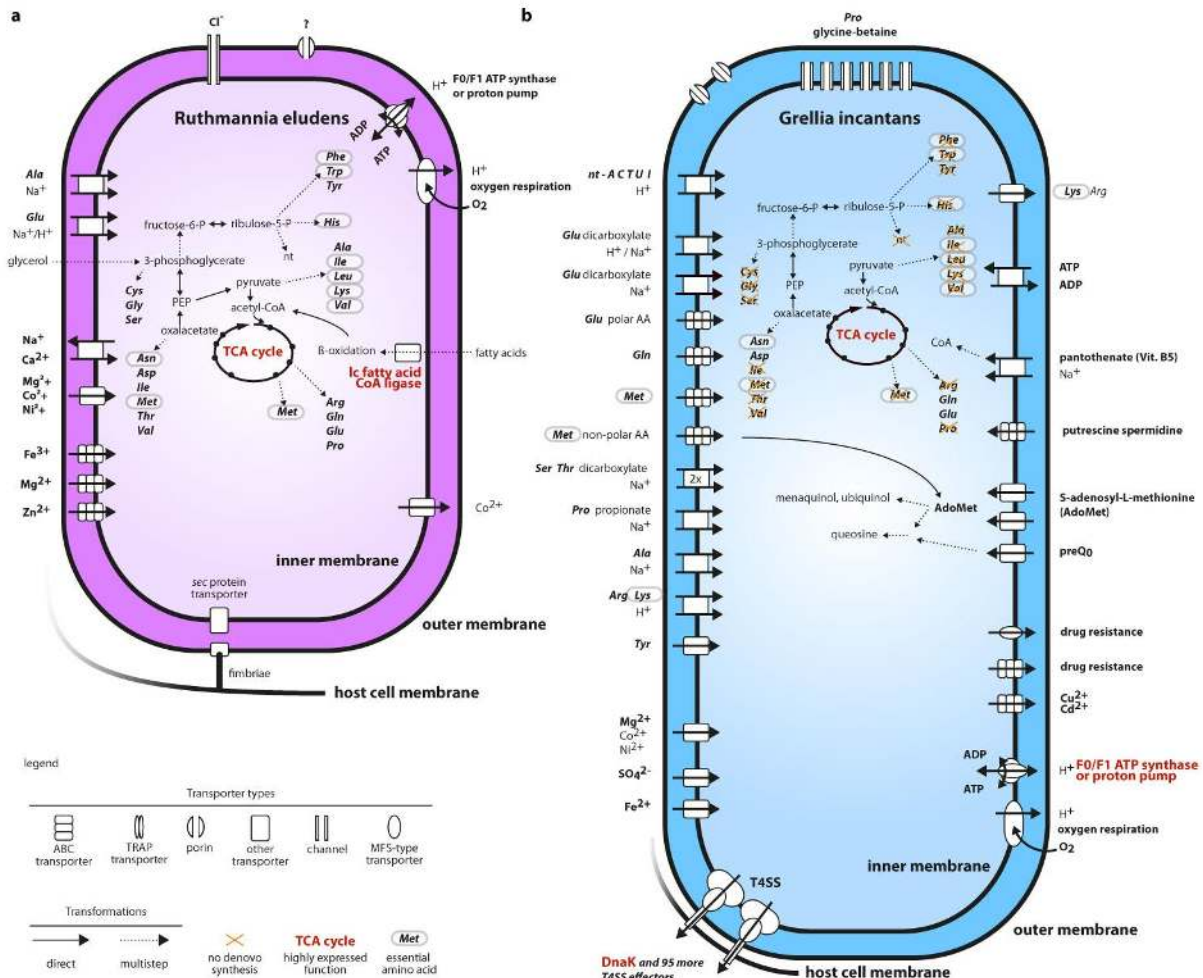 a
Cl⁻
?
H⁺ F0/F1 ATP synthase
or proton pump
Ruthmannia eludens
ADP
ATP
Phe
Trp
Tyr
H⁺
oxygen respiration
O2
Ala
Na⁺
Glu
Na⁺/H⁺
glycerol
fructose-6-P
ribulose-5-P
His
nt
3-phosphoglycerate
Cys
Gly
Ser
PEP
pyruvate
acetyl-CoA
oxalacetate
Ala
Ile
Leu
Lys
Val
TCA cycle
ß-oxidation
fatty acids
lc fatty acid
CoA ligase
Na⁺
Ca²⁺
Mg²⁺
Co²⁺
Ni²⁺
Asn
Asp
Ile
Met
Thr
Val
Met
Arg
Gln
Glu
Pro
Fe³⁺
Mg²⁺
Zn²⁺
Co²⁺
inner membrane
sec protein
transporter
outer membrane
fimbriae
host cell membrane
legend
Transporter types
ABC
transporter
TRAP
transporter
porin
other
transporter
channel
MFS-type
transporter
Transformations
direct
multistep
no denovo
synthesis
TCA cycle
highly expressed
function
Met
essential
amino acid
b
Pro
glycine-betaine
Grellia incantans
nt - A C T U I
H⁺
Glu dicarboxylate
H⁺ / Na⁺
Glu dicarboxylate
Na⁺
Glu polar AA
Gln
Met
Met non-polar AA
Ser Thr dicarboxylate
Na⁺
2x
Pro propionate
Na⁺
Ala
Na⁺
Arg Lys
H⁺
Tyr
Mg²⁺
Co²⁺
Ni²⁺
SO4²⁻
Fe²⁺
Phe
Trp
Tyr
fructose-6-P
ribulose-5-P
His
nt
3-phosphoglycerate
Cys
Gly
Ser
PEP
pyruvate
acetyl-CoA
oxalacetate
Ala
Ile
Leu
Lys
Val
TCA cycle
Asn
Asp
Ile
Met
Thr
Val
Met
Arg
Gln
Glu
Pro
CoA
menaquinol, ubiquinol
AdoMet
queosine
Lys Arg
ATP
ADP
pantothenate (Vit. B5)
Na⁺
putrescine spermidine
S-adenosyl-L-methionine
(AdoMet)
preQ0
drug resistance
drug resistance
Cu²⁺
Cd²⁺
ADP
ATP
H⁺ F0/F1 ATP synthase
or proton pump
H⁺
oxygen respiration
O2
inner membrane
T4SS
outer membrane
DnaK and 95 more
T4SS effectors
host cell membrane